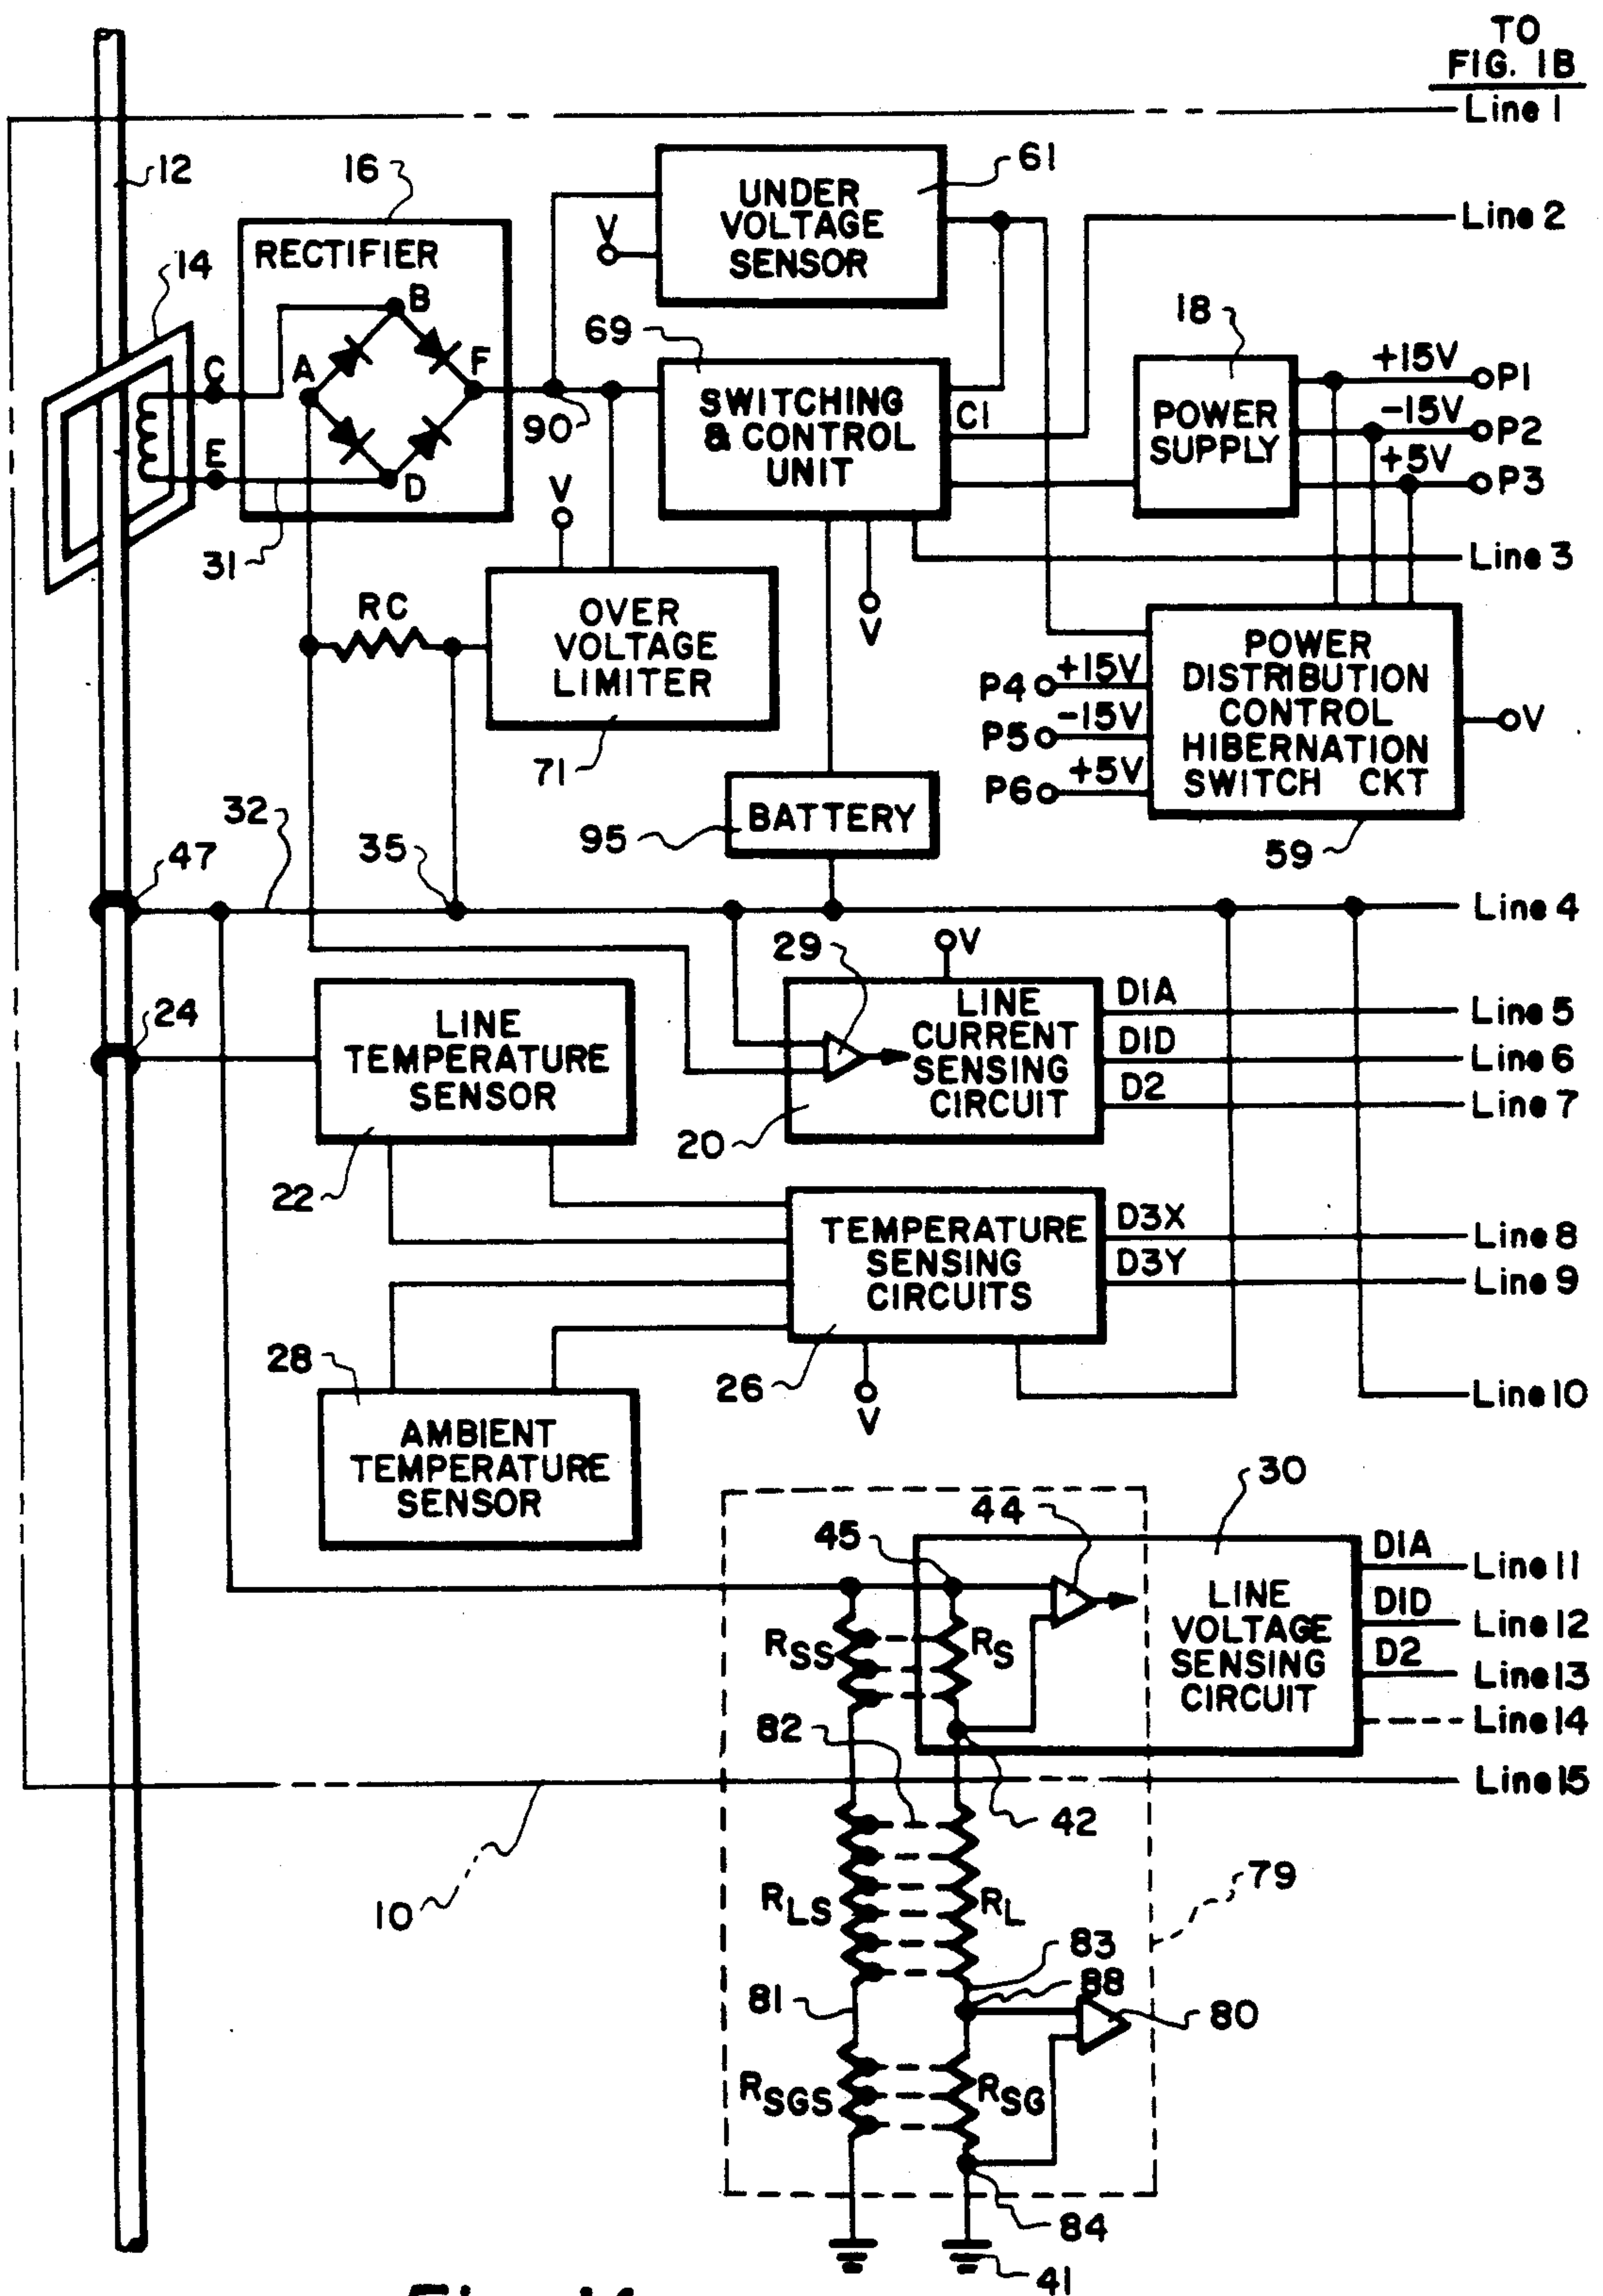 TO
FIG. 1B
Line 1
12
16
61
UNDER
VOLTAGE
SENSOR
V
Line 2
RECTIFIER
14
B
69
18
C
A
F
SWITCHING
& CONTROL
UNIT
C1
POWER
SUPPLY
+15V
P1
-15V
P2
+5V
P3
90
E
D
V
31
Line 3
RC
OVER
VOLTAGE
LIMITER
V
POWER
DISTRIBUTION
CONTROL
HIBERNATION
SWITCH CKT
P4
+15V
P5
-15V
P6
+5V
V
71
32
BATTERY
95
59
47
35
Line 4
29
V
24
LINE
TEMPERATURE
SENSOR
LINE
CURRENT
SENSING
CIRCUIT
D1A
Line 5
D1D
Line 6
D2
Line 7
20
22
TEMPERATURE
SENSING
CIRCUITS
D3X
Line 8
D3Y
Line 9
28
26
V
Line 10
AMBIENT
TEMPERATURE
SENSOR
30
44
45
LINE
VOLTAGE
SENSING
CIRCUIT
D1A
Line 11
D1D
Line 12
D2
Line 13
Line 14
RSS
RS
82
Line 15
42
10
79
RLS
RL
83
88
81
80
RSGS
RSG
84
41